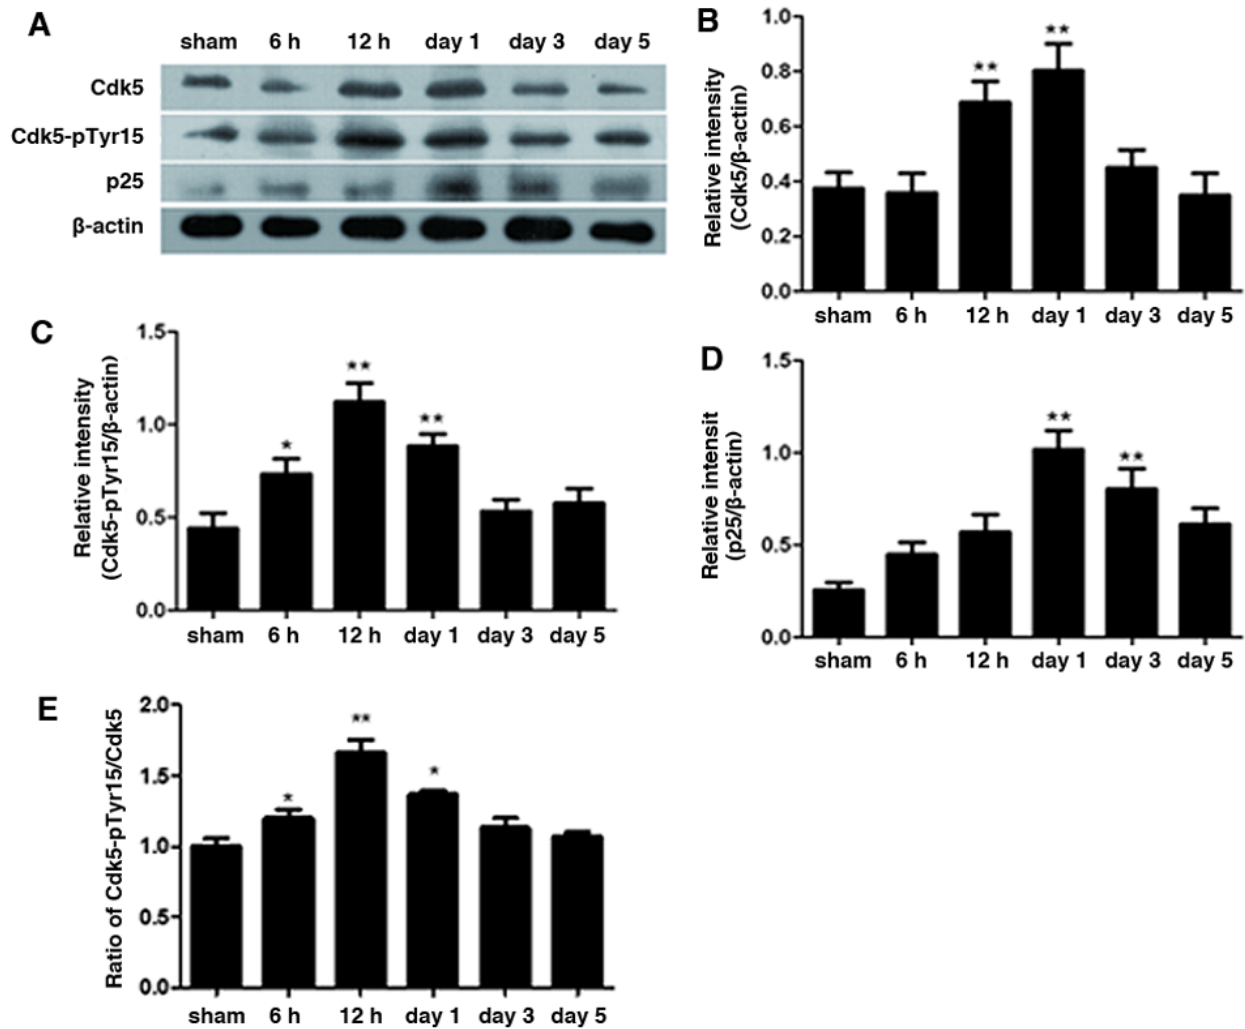 A
sham 6 h 12 h day 1 day 3 day 5
Cdk5
Cdk5-pTyr15
p25
β-actin
B
Relative intensity
(Cdk5/β-actin)
1.0
0.8
0.6
0.4
0.2
0.0
** **
sham 6 h 12 h day 1 day 3 day 5
C
Relative intensity
(Cdk5-pTyr15/β-actin)
1.5
1.0
0.5
0.0
* ** **
sham 6 h 12 h day 1 day 3 day 5
D
Relative intensit
(p25/β-actin)
1.5
1.0
0.5
0.0
** **
sham 6 h 12 h day 1 day 3 day 5
E
Ratio of Cdk5-pTyr15/Cdk5
2.0
1.5
1.0
0.5
0.0
* ** *
sham 6 h 12 h day 1 day 3 day 5